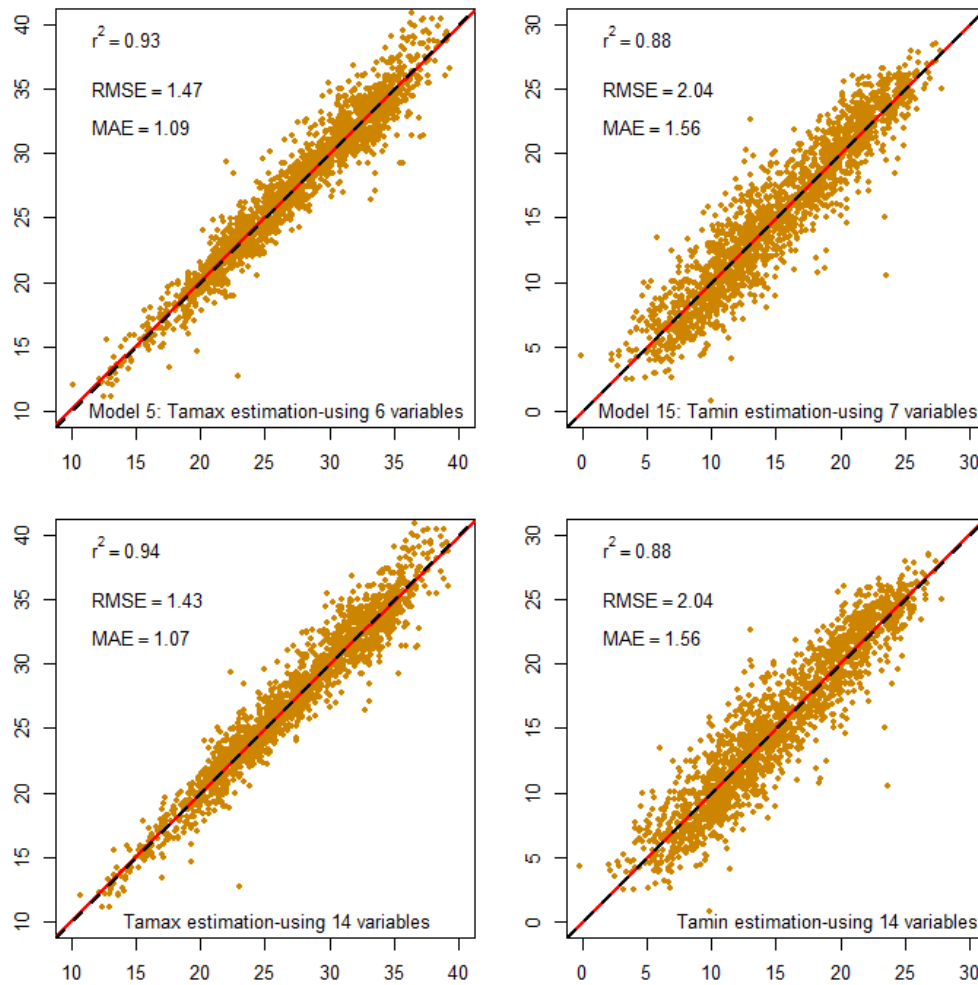 40
35
30
25
20
15
10
r² = 0.93
RMSE = 1.47
MAE = 1.09
Model 5: Tamax estimation-using 6 variables
10 15 20 25 30 35 40
30
25
20
15
10
5
0
r² = 0.88
RMSE = 2.04
MAE = 1.56
Model 15: Tamin estimation-using 7 variables
0 5 10 15 20 25 30
40
35
30
25
20
15
10
r² = 0.94
RMSE = 1.43
MAE = 1.07
Tamax estimation-using 14 variables
10 15 20 25 30 35 40
30
25
20
15
10
5
0
r² = 0.88
RMSE = 2.04
MAE = 1.56
Tamin estimation-using 14 variables
0 5 10 15 20 25 30